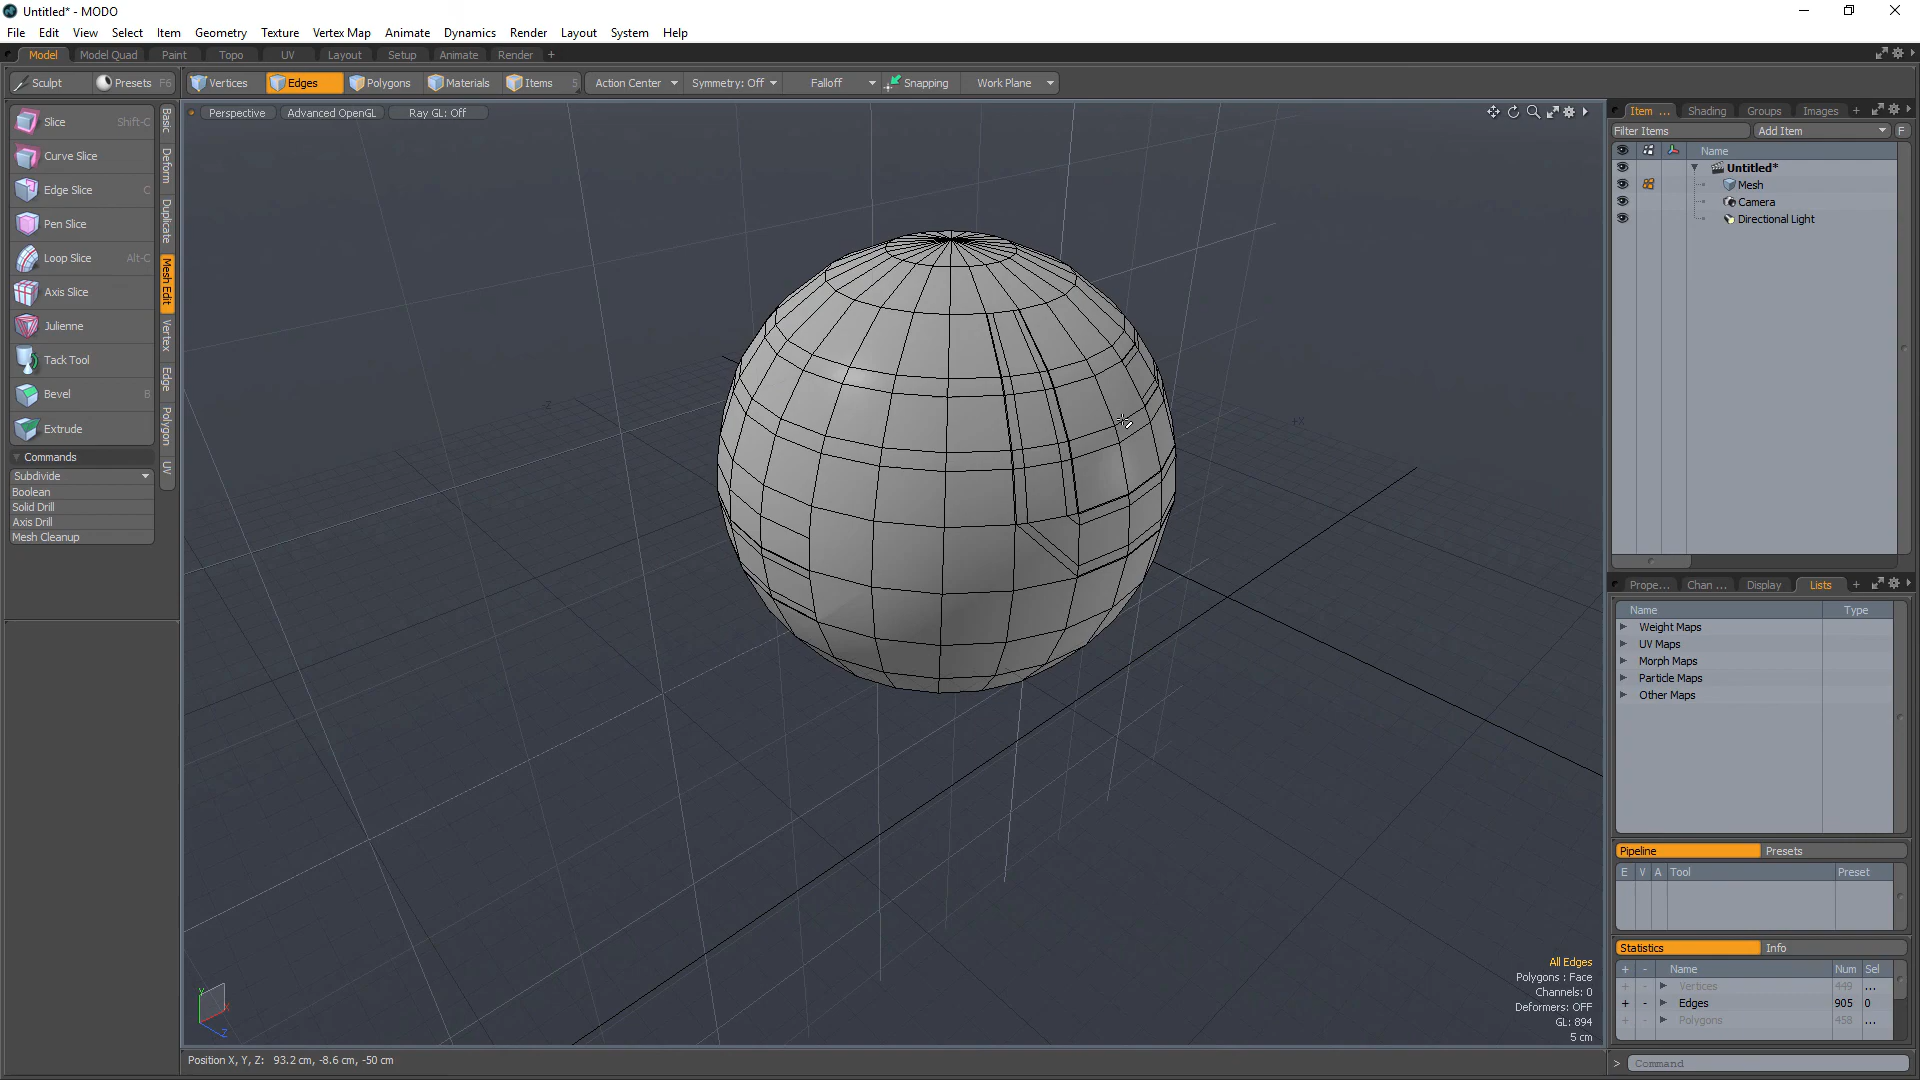 Untitled* - MODO
File Edit View Select Item Geometry Texture Vertex Map Animate Dynamics Render Layout System Help
Model Model Quad Paint Topo UV Layout Setup Animate Render +
Sculpt Presets F6 Vertices Edges Polygons Materials Items 5 Action Center Symmetry: Off Falloff Snapping Work Plane
Perspective Advanced OpenGL Ray GL: Off
Slice Shift-C
Curve Slice
Edge Slice C
Pen Slice
Loop Slice Alt-C
Axis Slice
Julienne
Tack Tool
Bevel B
Extrude
Commands
Subdivide
Boolean
Solid Drill
Axis Drill
Mesh Cleanup
Basic
Deform
Duplicate
Mesh Edit
Vertex
Edge
Polygon
UV
-Z
+X
Y
X
Z
All Edges
Polygons : Face
Channels: 0
Deformers: OFF
GL: 894
5 cm
Position X, Y, Z: 93.2 cm, -8.6 cm, -50 cm
Item ... Shading Groups Images +
Filter Items Add Item F
Name
Untitled*
Mesh
Camera
Directional Light
Prope... Chan ... Display Lists +
Name Type
Weight Maps
UV Maps
Morph Maps
Particle Maps
Other Maps
Pipeline Presets
E V A Tool Preset
Statistics Info
+ - Name Num Sel
+ - Vertices 449 ...
+ - Edges 905 0
+ - Polygons 458 ...
> Command